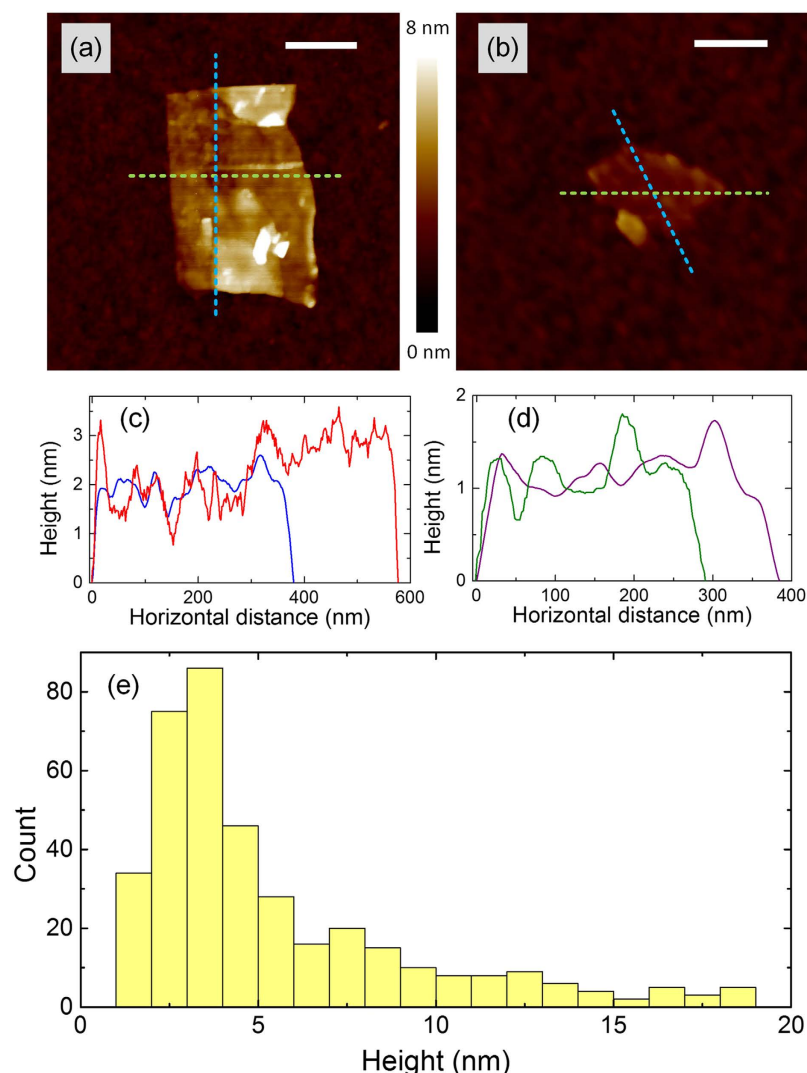 (a)
8 nm
(b)
0 nm
(c)
3
2
1
0
Height (nm)
0 200 400 600
Horizontal distance (nm)
(d)
2
1
0
Height (nm)
0 100 200 300 400
Horizontal distance (nm)
(e)
80
60
40
20
0
Count
0 5 10 15 20
Height (nm)